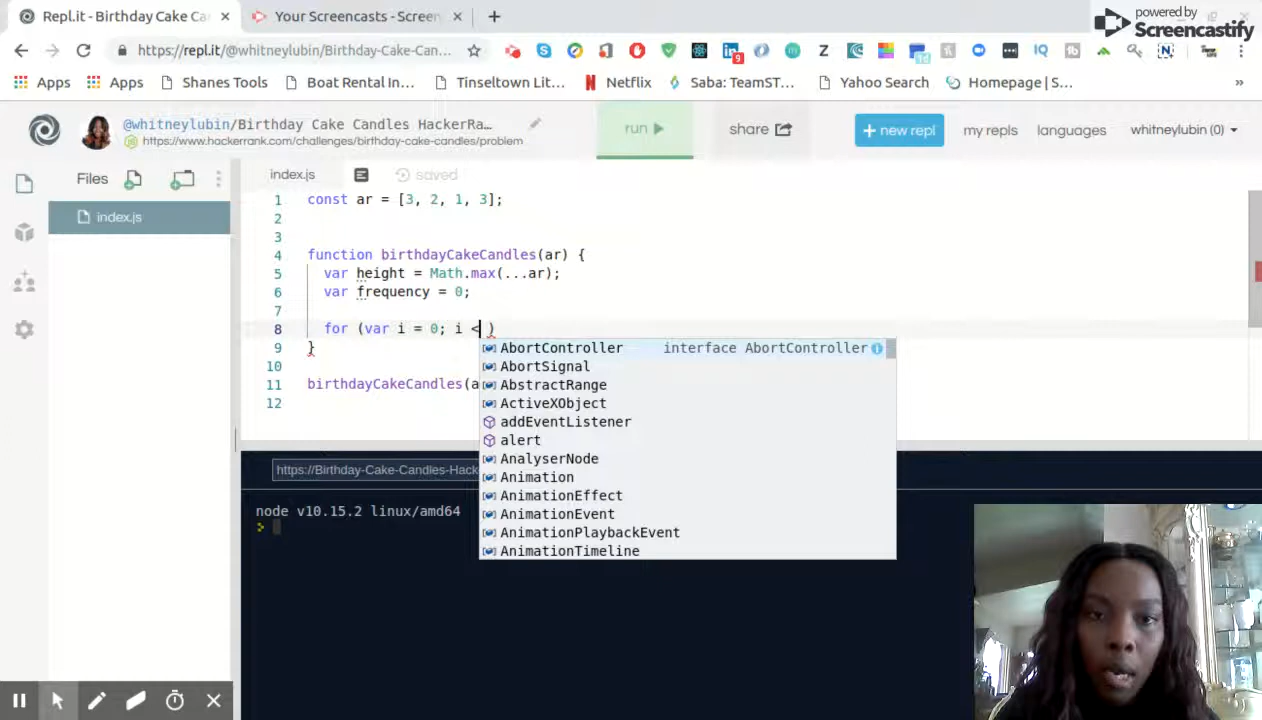 Repl.it - Birthday Cake Ca
Your Screencasts - Screen
powered by
Screencastify
https://repl.it/@whitneylubin/Birthday-Cake-Can...
Apps
Apps
Shanes Tools
Boat Rental In...
Tinseltown Lit...
Netflix
Saba: TeamST...
Yahoo Search
Homepage | S...
»
@whitneylubin/Birthday Cake Candles HackerRa...
https://www.hackerrank.com/challenges/birthday-cake-candles/problem
run
share
+ new repl
my repls
languages
whitneylubin (0)
Files
index.js
saved
index.js
1 const ar = [3, 2, 1, 3];
2
3
4 function birthdayCakeCandles(ar) {
5 var height = Math.max(...ar);
6 var frequency = 0;
7
8 for (var i = 0; i < )
9 }
10
11 birthdayCakeCandles(a
12
AbortController interface AbortController
AbortSignal
AbstractRange
ActiveXObject
addEventListener
alert
AnalyserNode
Animation
AnimationEffect
AnimationEvent
AnimationPlaybackEvent
AnimationTimeline
https://Birthday-Cake-Candles-Hack
node v10.15.2 linux/amd64
>